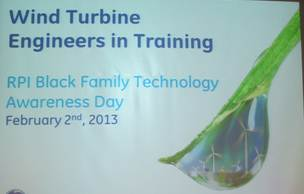 Wind Turbine
Engineers in Training
RPI Black Family Technology
Awareness Day
February 2nd, 2013